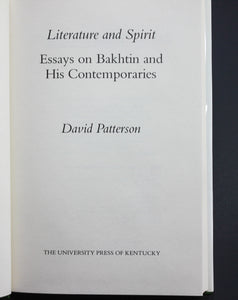 Literature and Spirit
Essays on Bakhtin and
His Contemporaries
David Patterson
THE UNIVERSITY PRESS OF KENTUCKY